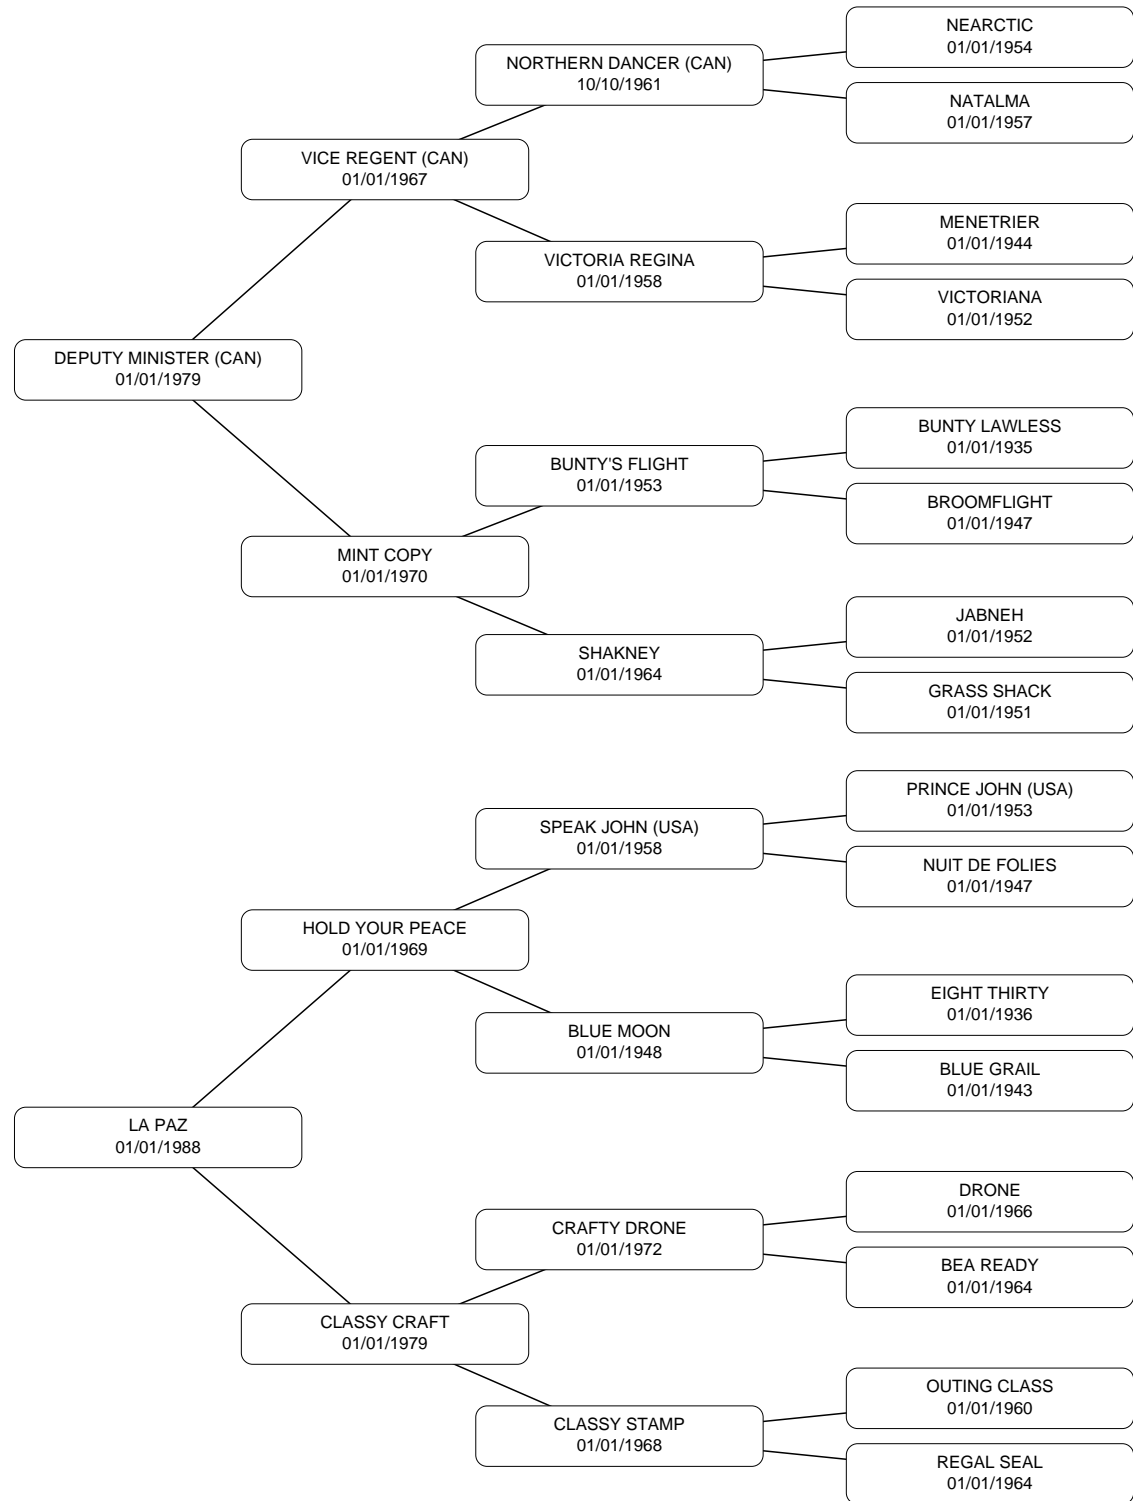 NEARCTIC
01/01/1954
NORTHERN DANCER (CAN)
10/10/1961
NATALMA
01/01/1957
VICE REGENT (CAN)
01/01/1967
MENETRIER
01/01/1944
VICTORIA REGINA
01/01/1958
VICTORIANA
01/01/1952
DEPUTY MINISTER (CAN)
01/01/1979
BUNTY LAWLESS
01/01/1935
BUNTY'S FLIGHT
01/01/1953
BROOMFLIGHT
01/01/1947
MINT COPY
01/01/1970
JABNEH
01/01/1952
SHAKNEY
01/01/1964
GRASS SHACK
01/01/1951
PRINCE JOHN (USA)
01/01/1953
SPEAK JOHN (USA)
01/01/1958
NUIT DE FOLIES
01/01/1947
HOLD YOUR PEACE
01/01/1969
EIGHT THIRTY
01/01/1936
BLUE MOON
01/01/1948
BLUE GRAIL
01/01/1943
LA PAZ
01/01/1988
DRONE
01/01/1966
CRAFTY DRONE
01/01/1972
BEA READY
01/01/1964
CLASSY CRAFT
01/01/1979
OUTING CLASS
01/01/1960
CLASSY STAMP
01/01/1968
REGAL SEAL
01/01/1964